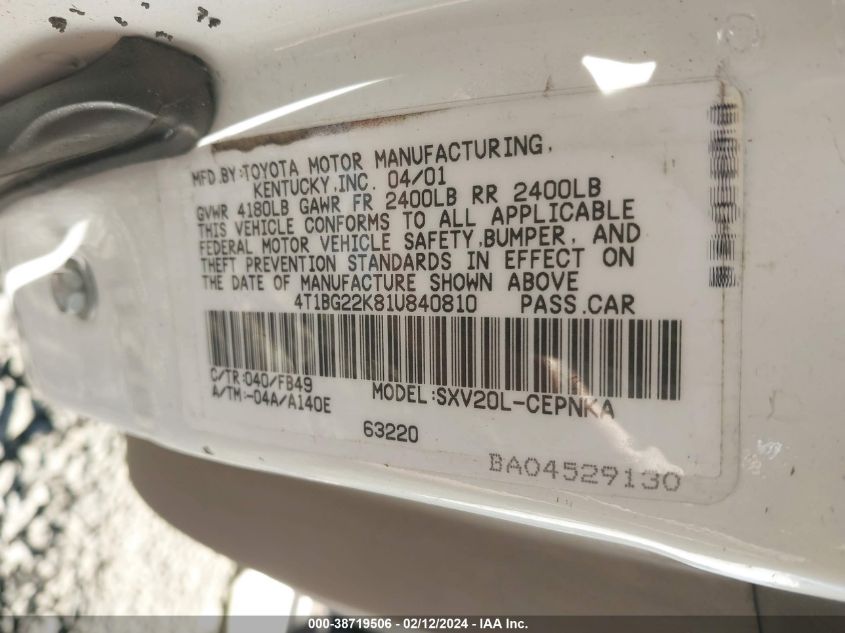 MFD.BY:TOYOTA MOTOR MANUFACTURING,
KENTUCKY,INC. 04/01
GVWR 4180LB GAWR FR 2400LB RR 2400LB
THIS VEHICLE CONFORMS TO ALL APPLICABLE
FEDERAL MOTOR VEHICLE SAFETY,BUMPER, AND
THEFT PREVENTION STANDARDS IN EFFECT ON
THE DATE OF MANUFACTURE SHOWN ABOVE
4T1BG22K81U840810 PASS.CAR
C/TR:040/FB49
A/TM:-04A/A140E MODEL:SXV20L-CEPNKA
63220
BA04529130
000-38719506 - 02/12/2024 - IAA Inc.